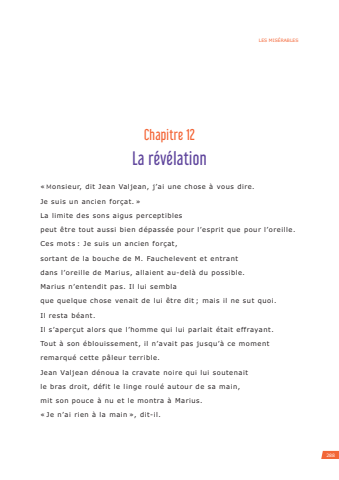 LES MISÉRABLES
Chapitre 12
La révélation
« Monsieur, dit Jean Valjean, j’ai une chose à vous dire.
Je suis un ancien forçat. »
La limite des sons aigus perceptibles
peut être tout aussi bien dépassée pour l’esprit que pour l’oreille.
Ces mots : Je suis un ancien forçat,
sortant de la bouche de M. Fauchelevent et entrant
dans l’oreille de Marius, allaient au-delà du possible.
Marius n’entendit pas. Il lui sembla
que quelque chose venait de lui être dit ; mais il ne sut quoi.
Il resta béant.
Il s’aperçut alors que l’homme qui lui parlait était effrayant.
Tout à son éblouissement, il n’avait pas jusqu’à ce moment
remarqué cette pâleur terrible.
Jean Valjean dénoua la cravate noire qui lui soutenait
le bras droit, défit le linge roulé autour de sa main,
mit son pouce à nu et le montra à Marius.
« Je n’ai rien à la main », dit-il.